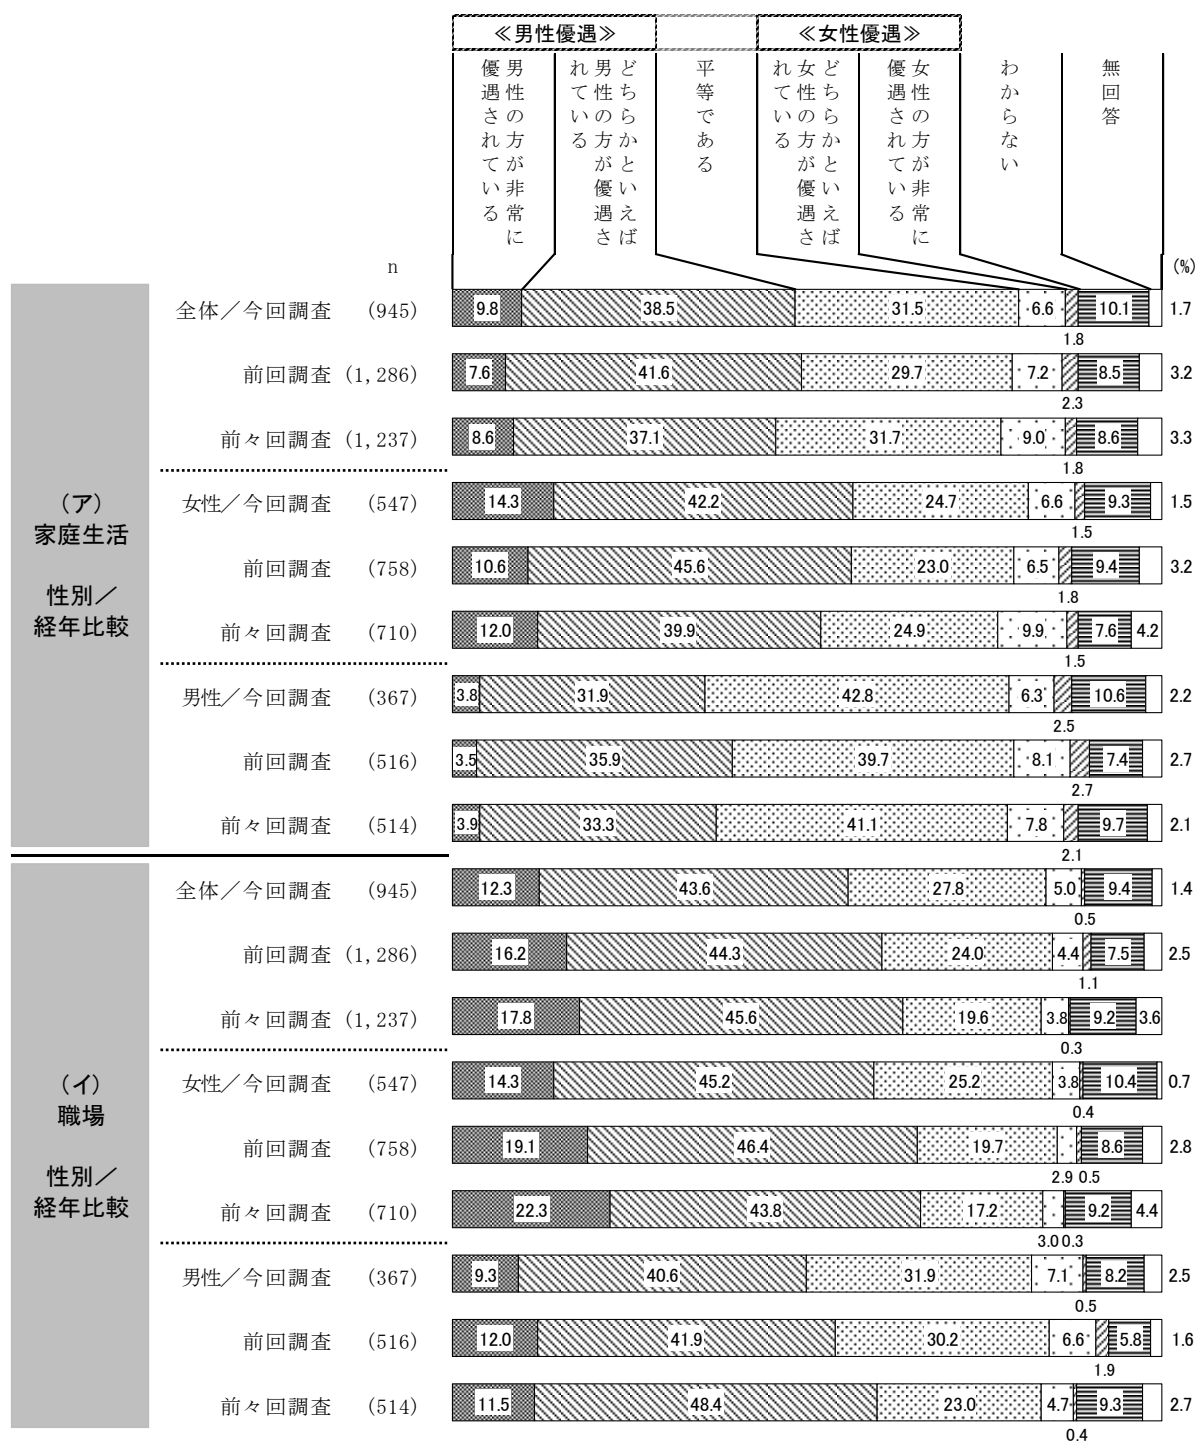 ≪男性優遇≫ ≪女性優遇≫
男性の方が非常に
優遇されている
どちらかといえば
男性の方が優遇さ
れている
平等である
どちらかといえば
女性の方が優遇さ
れている
女性の方が非常に
優遇されている
わからない
無回答
n (%)
(ア)
家庭生活
性別／
経年比較
全体／今回調査 (945) 9.8 38.5 31.5 6.6 10.1 1.7
1.8
前回調査 (1,286) 7.6 41.6 29.7 7.2 8.5 3.2
2.3
前々回調査 (1,237) 8.6 37.1 31.7 9.0 8.6 3.3
1.8
女性／今回調査 (547) 14.3 42.2 24.7 6.6 9.3 1.5
1.5
前回調査 (758) 10.6 45.6 23.0 6.5 9.4 3.2
1.8
前々回調査 (710) 12.0 39.9 24.9 9.9 7.6 4.2
1.5
男性／今回調査 (367) 3.8 31.9 42.8 6.3 10.6 2.2
2.5
前回調査 (516) 3.5 35.9 39.7 8.1 7.4 2.7
2.7
前々回調査 (514) 3.9 33.3 41.1 7.8 9.7 2.1
2.1
(イ)
職場
性別／
経年比較
全体／今回調査 (945) 12.3 43.6 27.8 5.0 9.4 1.4
0.5
前回調査 (1,286) 16.2 44.3 24.0 4.4 7.5 2.5
1.1
前々回調査 (1,237) 17.8 45.6 19.6 3.8 9.2 3.6
0.3
女性／今回調査 (547) 14.3 45.2 25.2 3.8 10.4 0.7
0.4
前回調査 (758) 19.1 46.4 19.7 8.6 2.8
2.9 0.5
前々回調査 (710) 22.3 43.8 17.2 9.2 4.4
3.0 0.3
男性／今回調査 (367) 9.3 40.6 31.9 7.1 8.2 2.5
0.5
前回調査 (516) 12.0 41.9 30.2 6.6 5.8 1.6
1.9
前々回調査 (514) 11.5 48.4 23.0 4.7 9.3 2.7
0.4